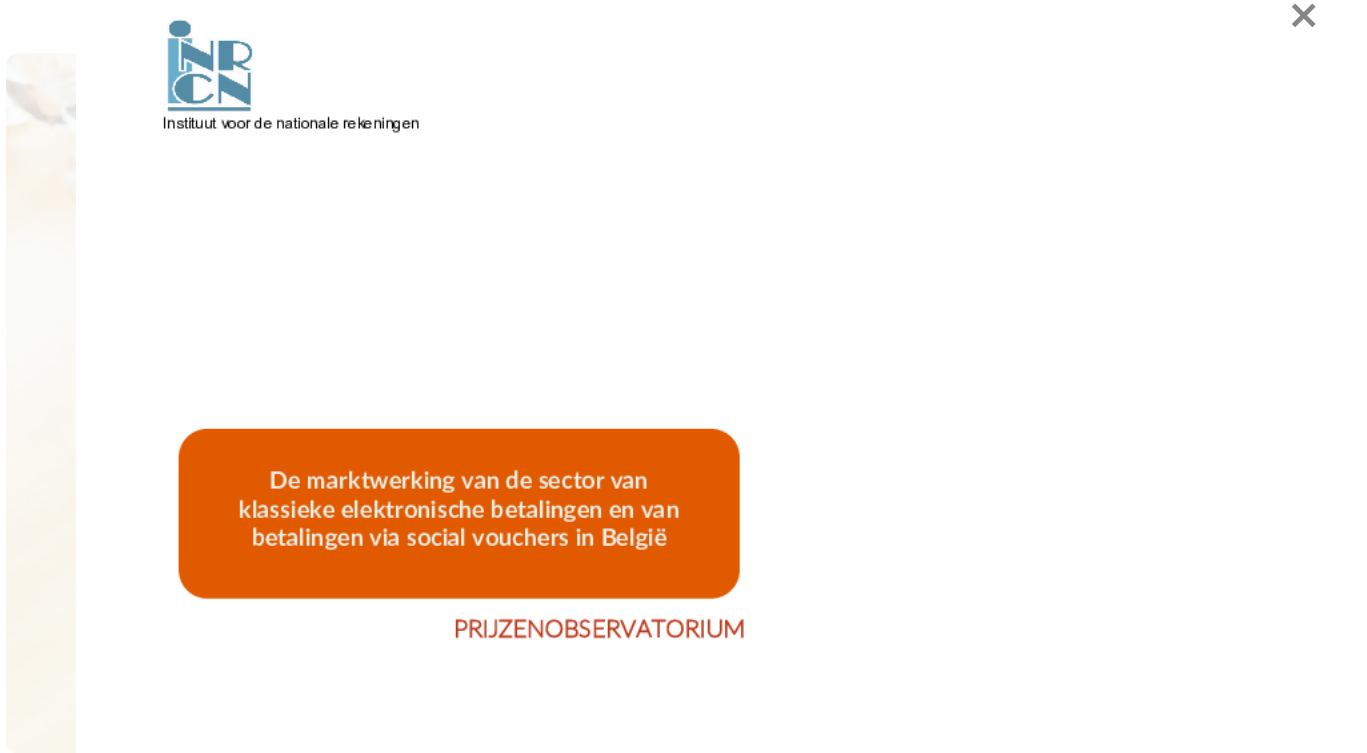 iNR
CN
Instituut voor de nationale rekeningen
De marktwerking van de sector van
klassieke elektronische betalingen en van
betalingen via social vouchers in België
PRIJZENOBSERVATORIUM